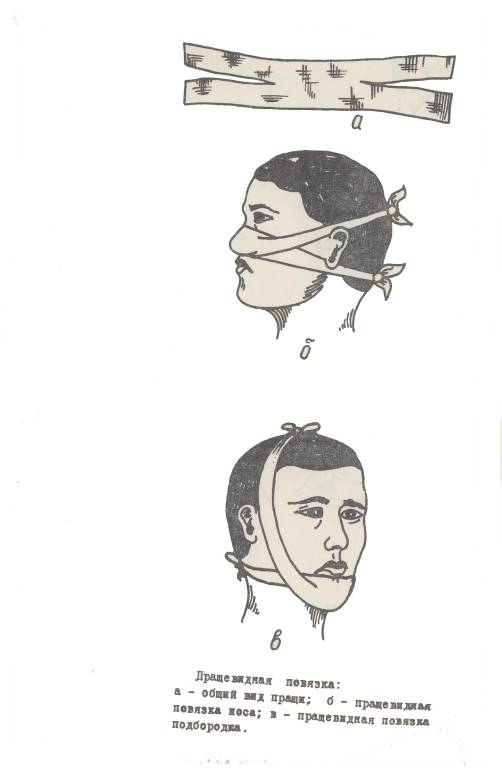 а
б
в
Пращевидная повязка:
а - общий вид пращи; б - пращевидная
повязка носа; в - пращевидная повязка
подбородка.